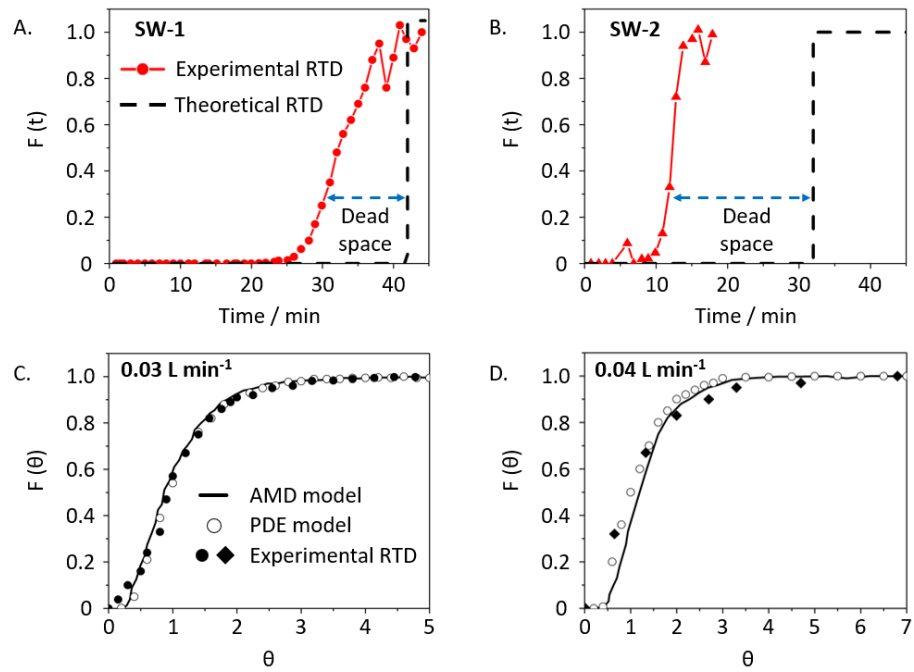 A.
SW-1
Experimental RTD
Theoretical RTD
Dead
space
F (t)
1.0
0.8
0.6
0.4
0.2
0
0 10 20 30 40
Time / min
B.
SW-2
Dead
space
F (t)
1.0
0.8
0.6
0.4
0.2
0
0 10 20 30 40
Time / min
C.
0.03 L min⁻¹
AMD model
PDE model
Experimental RTD
F (θ)
1.0
0.8
0.6
0.4
0.2
0
0 1 2 3 4 5
θ
D.
0.04 L min⁻¹
F (θ)
1.0
0.8
0.6
0.4
0.2
0
0 1 2 3 4 5 6 7
θ